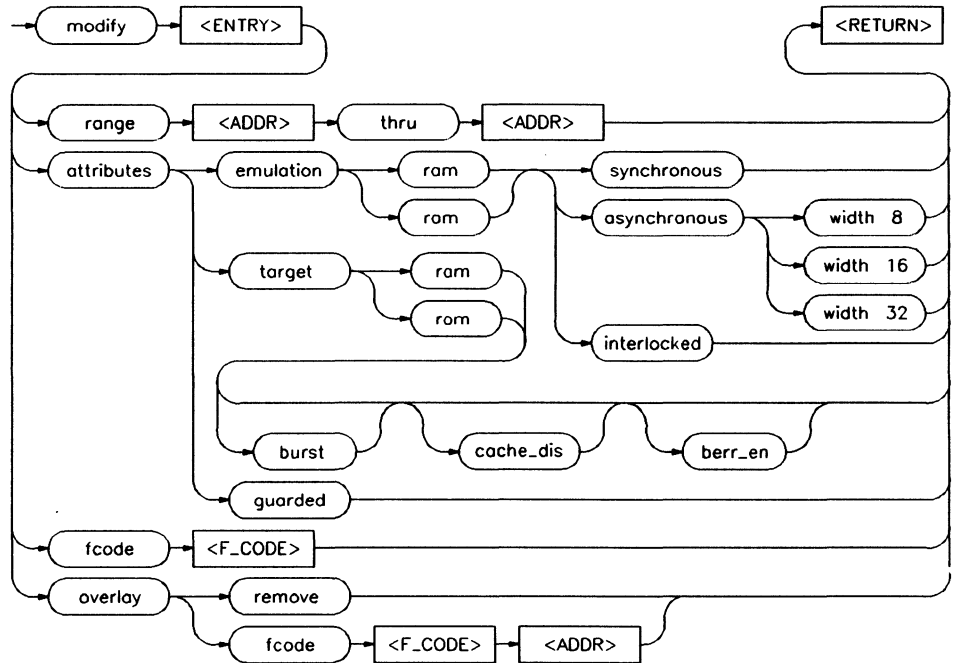 modify <ENTRY> <RETURN>
range <ADDR> thru <ADDR>
attributes emulation ram synchronous
rom asynchronaus width 8
target ram width 16
rom width 32
interlocked
burst cache_dis berr_en
guarded
fcode <F_CODE>
overlay remove
fcode <F_CODE> <ADDR>